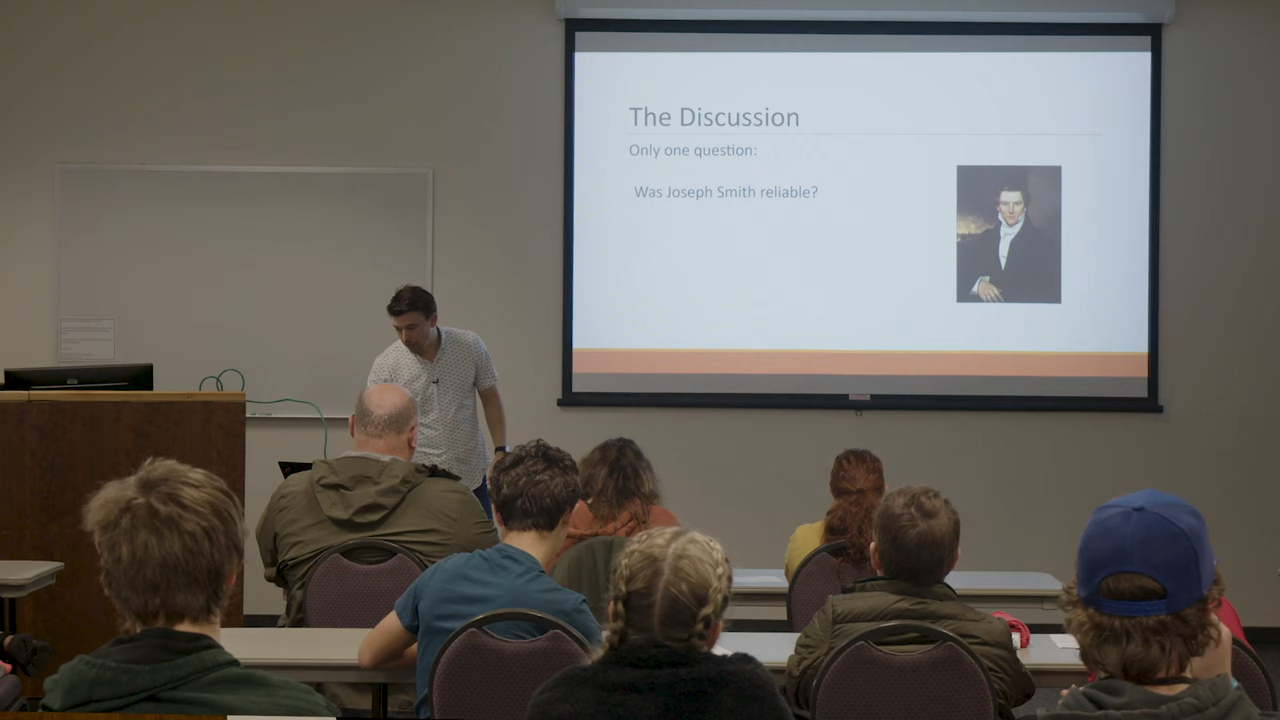 The Discussion
Only one question:
Was Joseph Smith reliable?